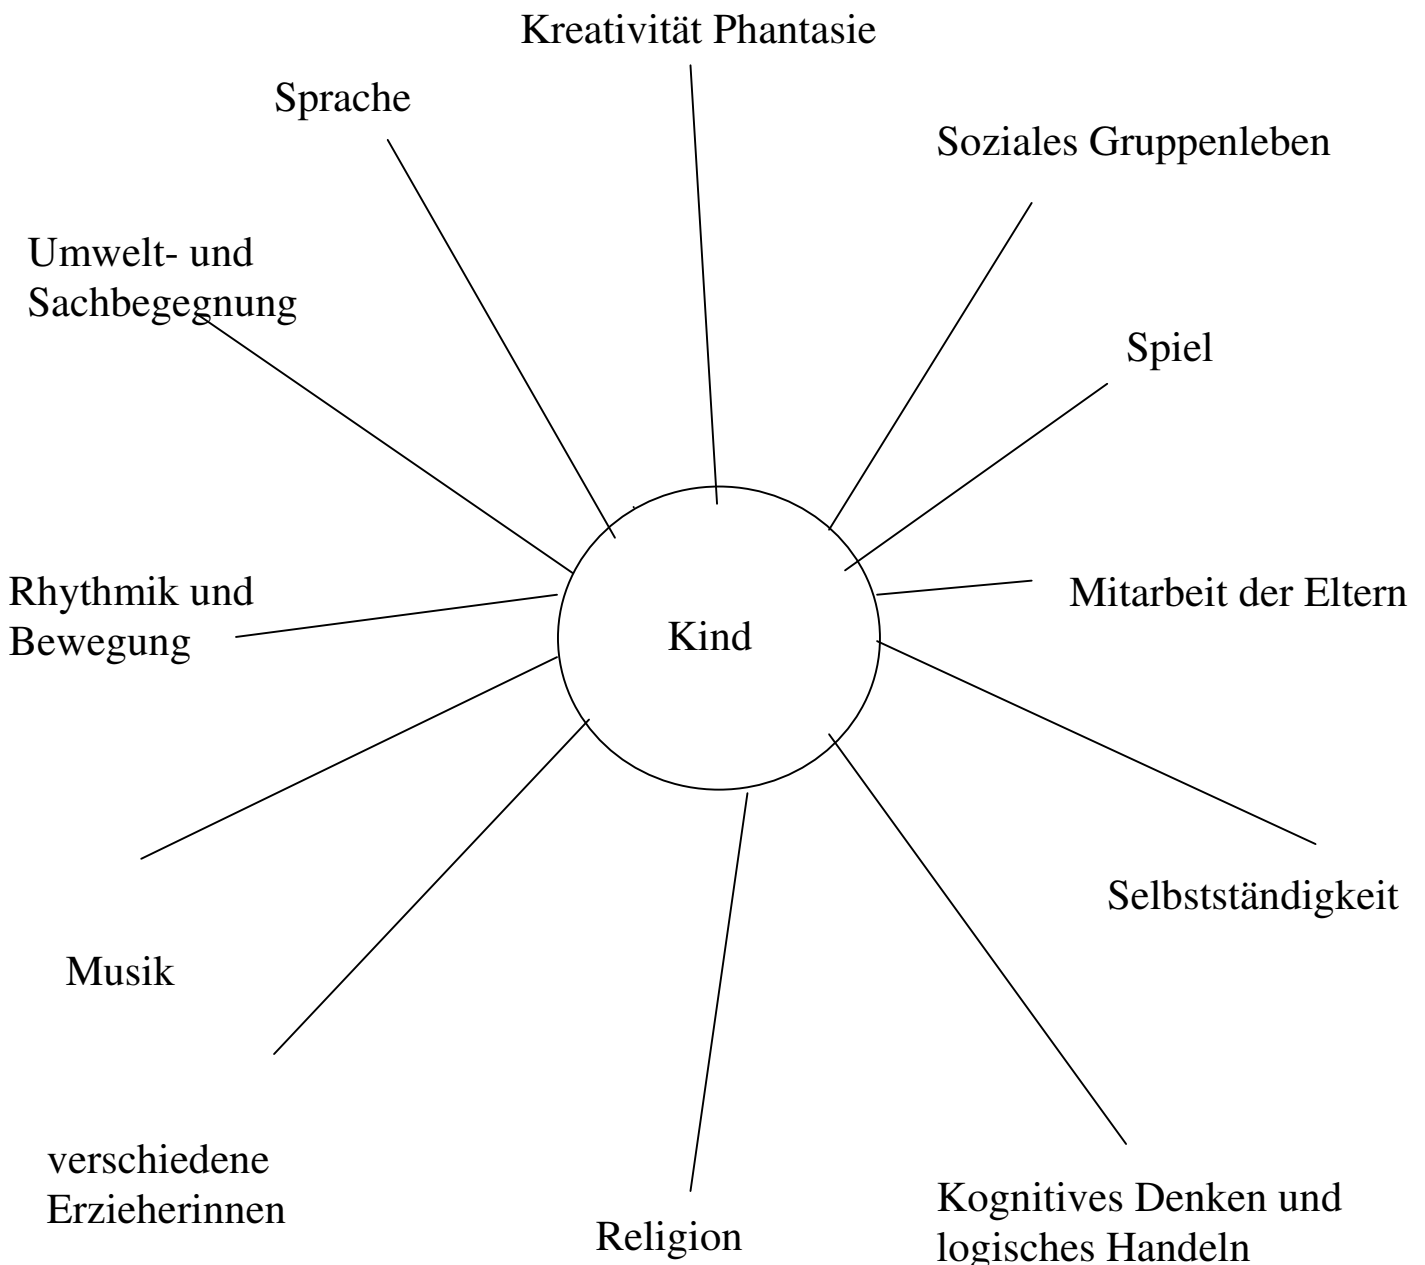 Kreativität Phantasie
Sprache
Soziales Gruppenleben
Umwelt- und
Sachbegegnung
Spiel
Rhythmik und
Bewegung
Mitarbeit der Eltern
Kind
Selbstständigkeit
Musik
verschiedene
Erzieherinnen
Religion
Kognitives Denken und
logisches Handeln